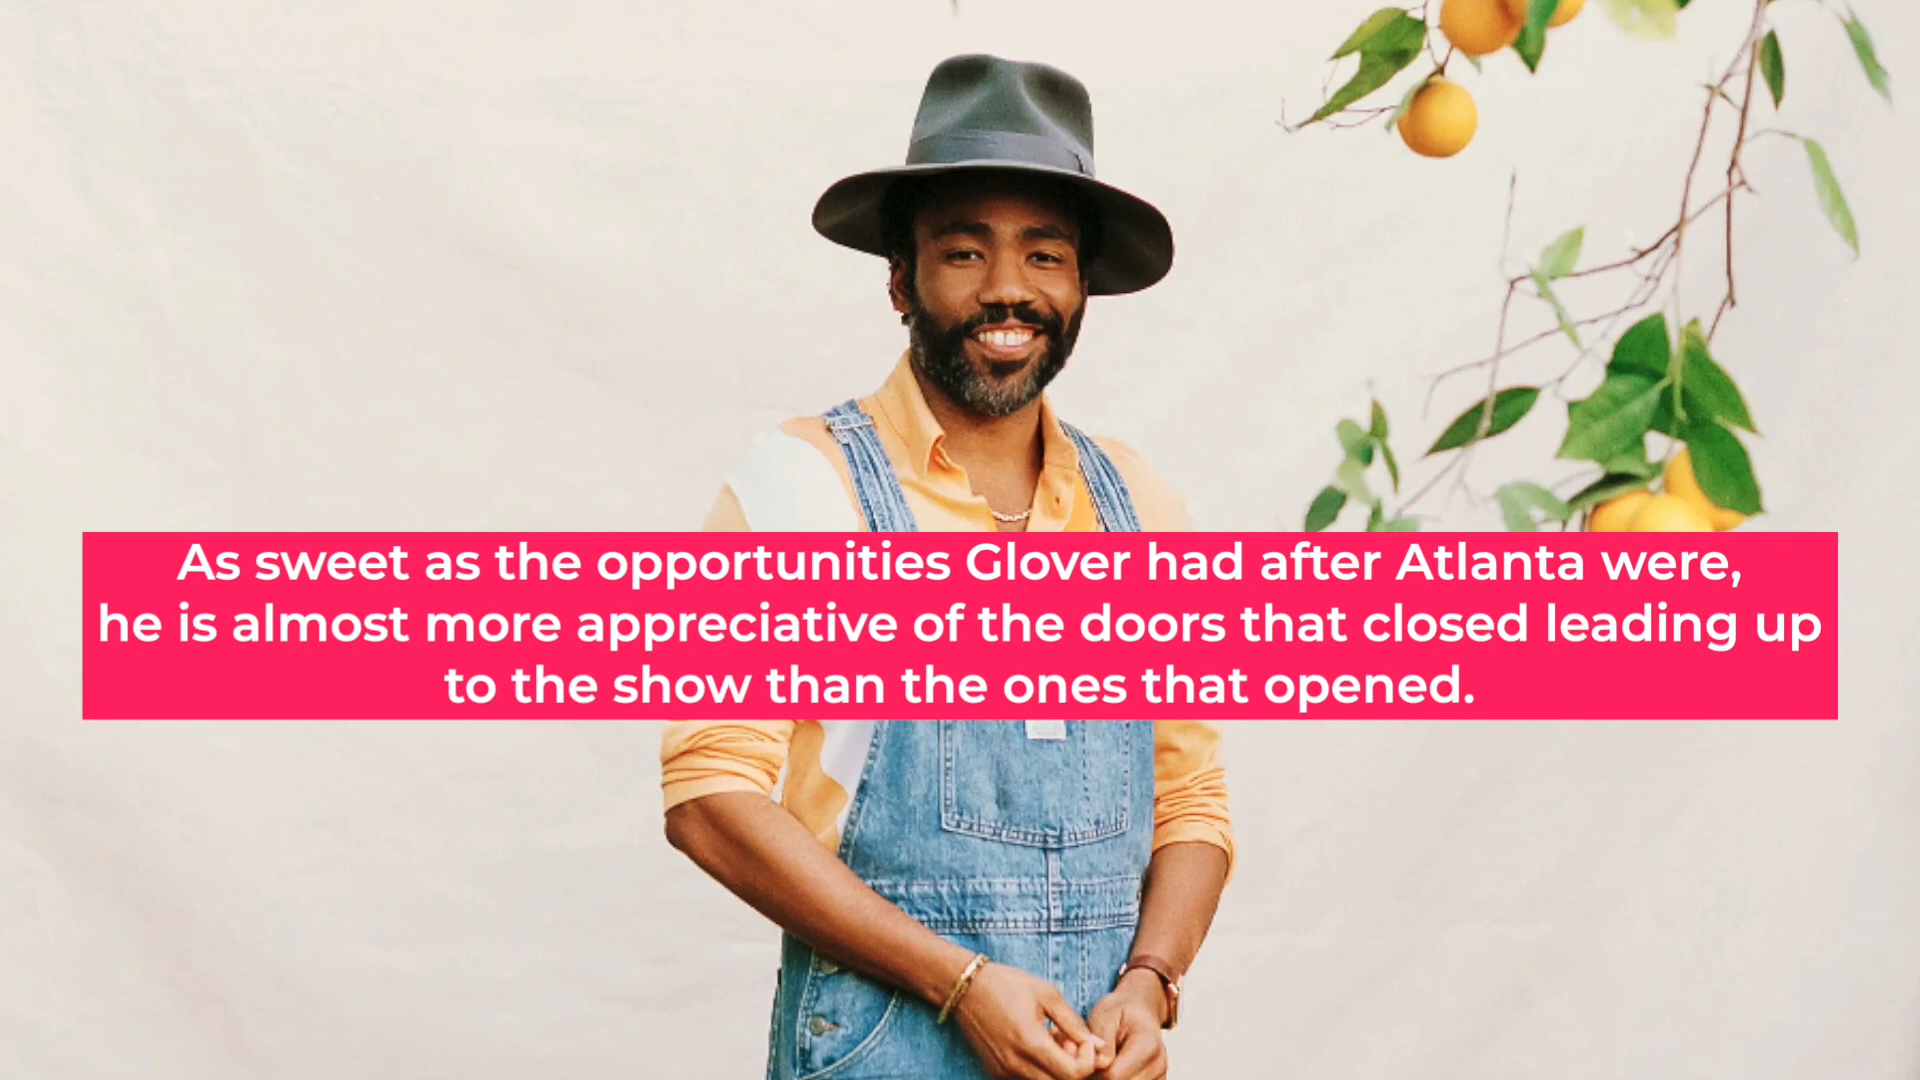 As sweet as the opportunities Glover had after Atlanta were,
he is almost more appreciative of the doors that closed leading up
to the show than the ones that opened.